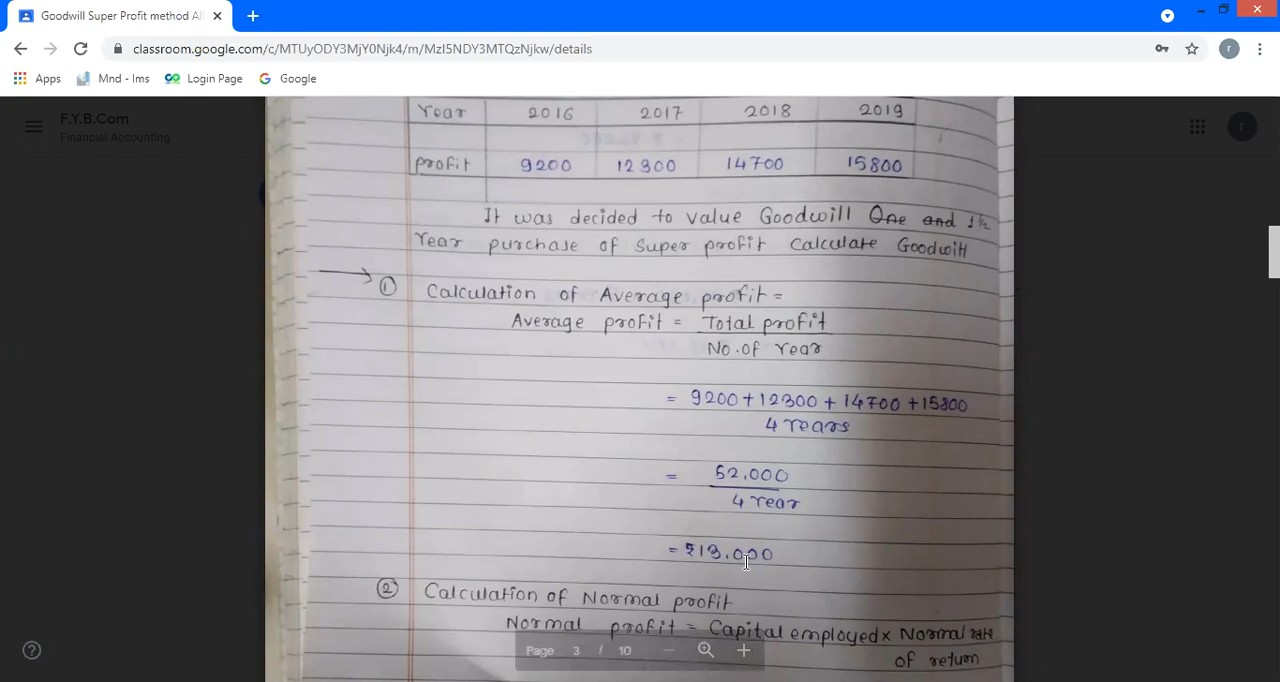 Goodwill Super Profit method All
classroom.google.com/c/MTUyODY3MjY0Njk4/m/MzI5NDY3MTQzNjkw/details
Apps Mnd - Ims Login Page Google
F.Y.B.Com
Financial Accounting
r
r
Year 2016 2017 2018 2019
Profit 9200 12300 14700 15800
It was decided to value Goodwill One and 1½
Year purchase of Super profit Calculate Goodwill
① Calculation of Average profit =
Average profit = Total profit
No. of Year
= 9200 + 12300 + 14700 + 15800
4 Years
= 52,000
4 Year
= ₹13,000
② Calculation of Normal profit
Normal profit = Capital employed x Normal rate
of return
Page 3 / 10